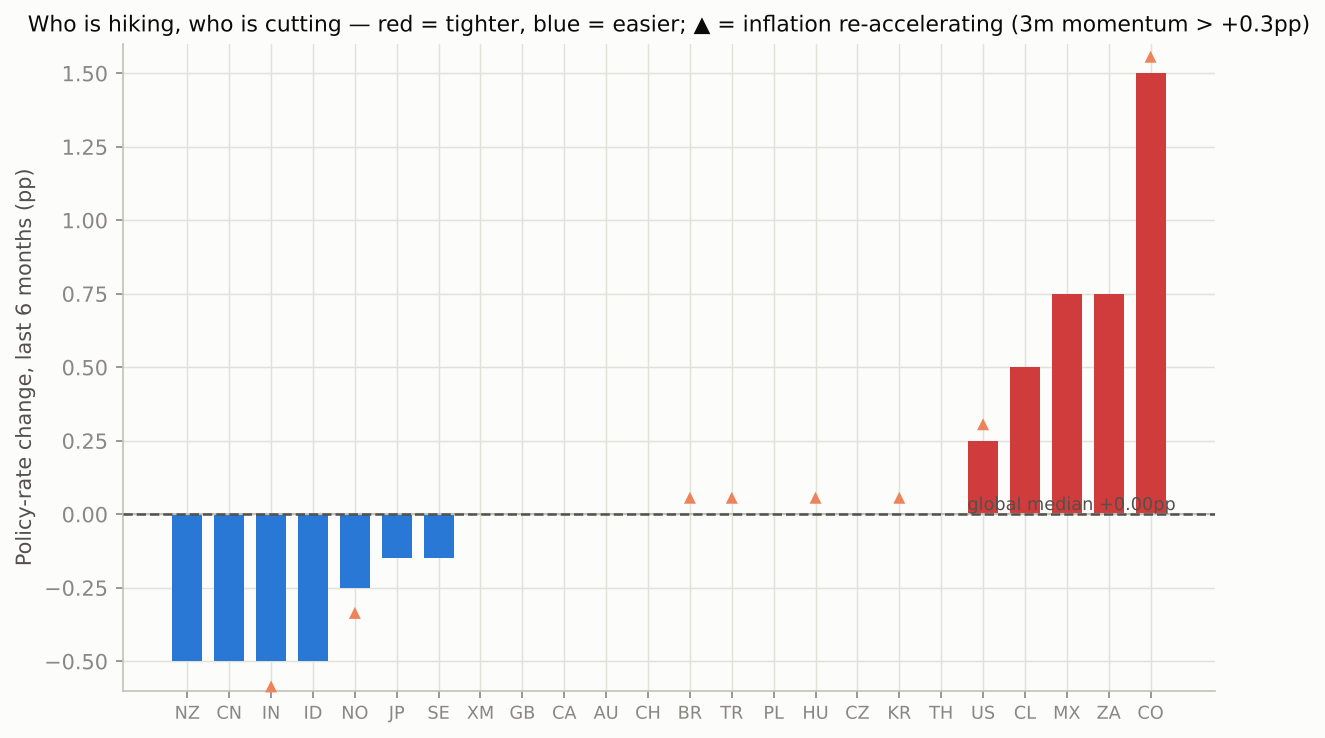 Who is hiking, who is cutting — red = tighter, blue = easier; ▲ = inflation re-accelerating (3m momentum > +0.3pp)
Policy-rate change, last 6 months (pp)
1.50
1.25
1.00
0.75
0.50
0.25
0.00
−0.25
−0.50
global median +0.00pp
NZ CN IN ID NO JP SE XM GB CA AU CH BR TR PL HU CZ KR TH US CL MX ZA CO